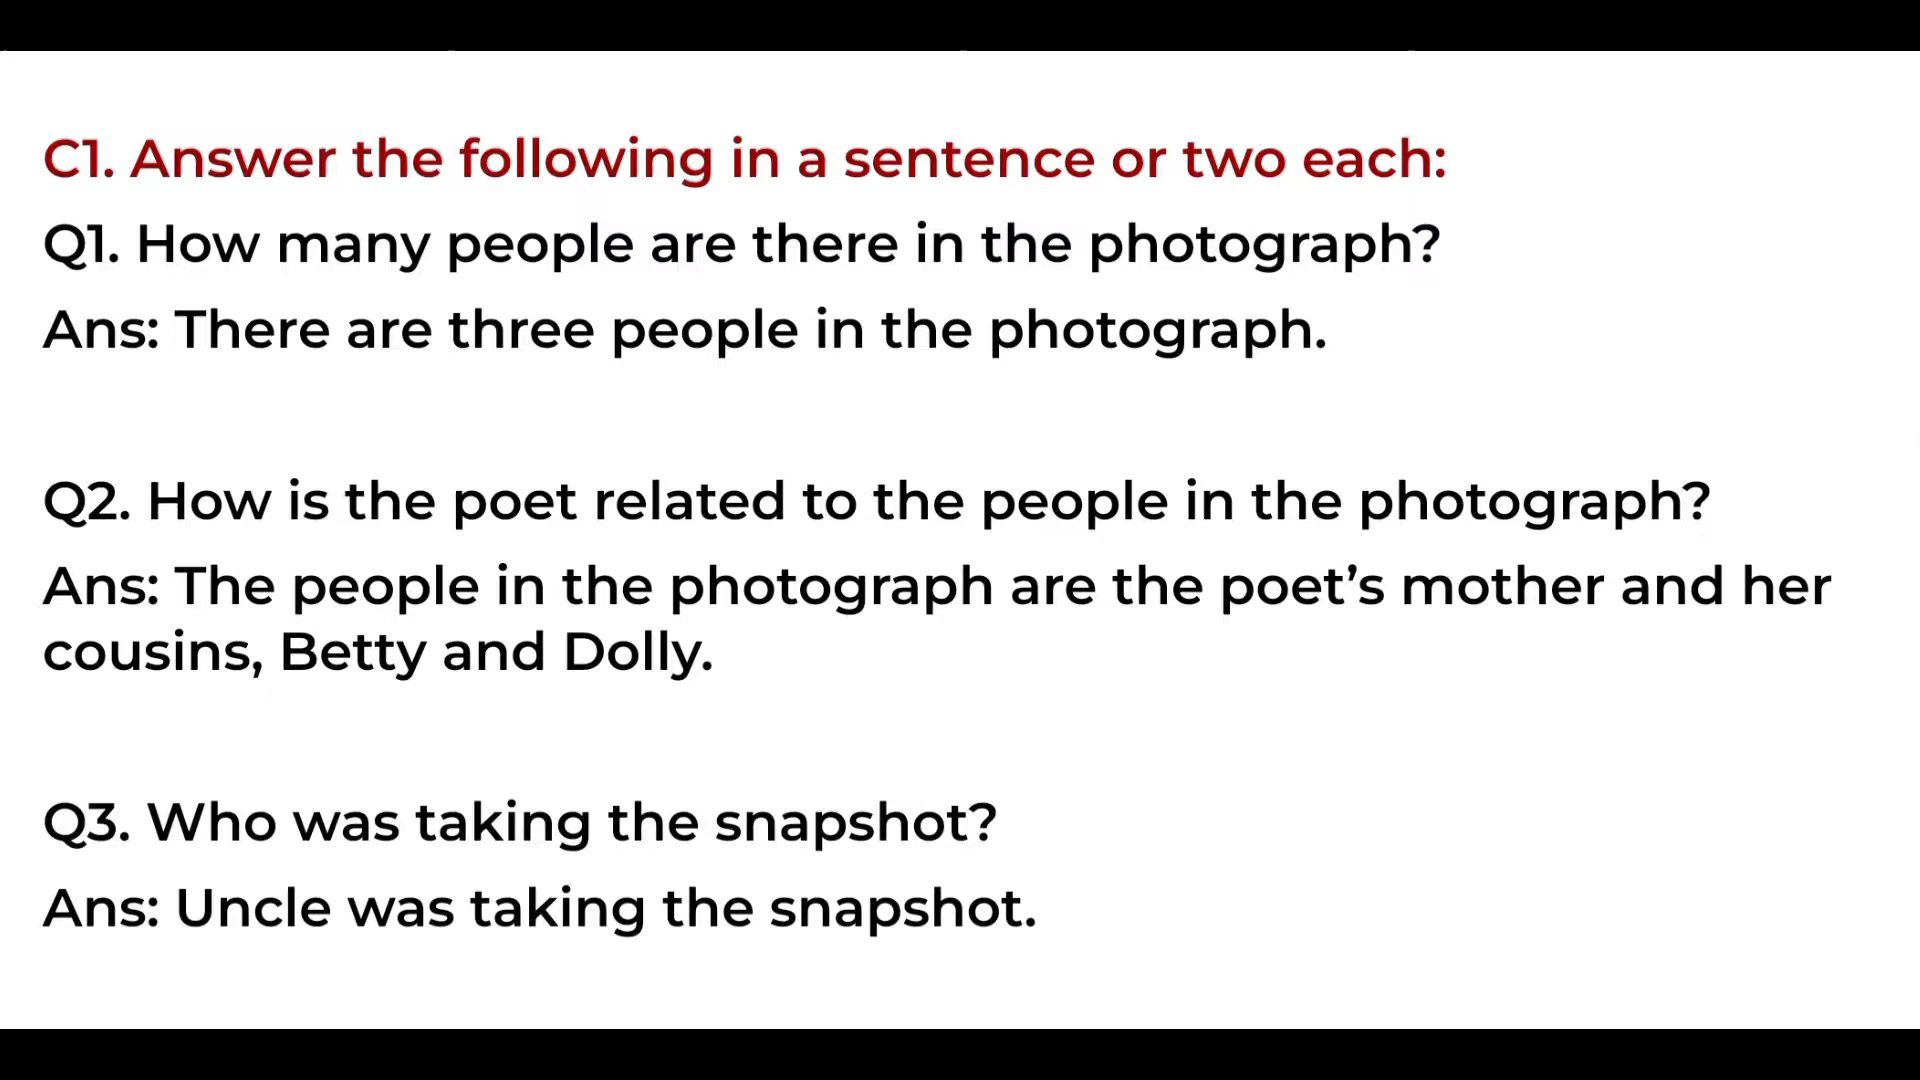 C1. Answer the following in a sentence or two each:
Q1. How many people are there in the photograph?
Ans: There are three people in the photograph.
Q2. How is the poet related to the people in the photograph?
Ans: The people in the photograph are the poet’s mother and her
cousins, Betty and Dolly.
Q3. Who was taking the snapshot?
Ans: Uncle was taking the snapshot.